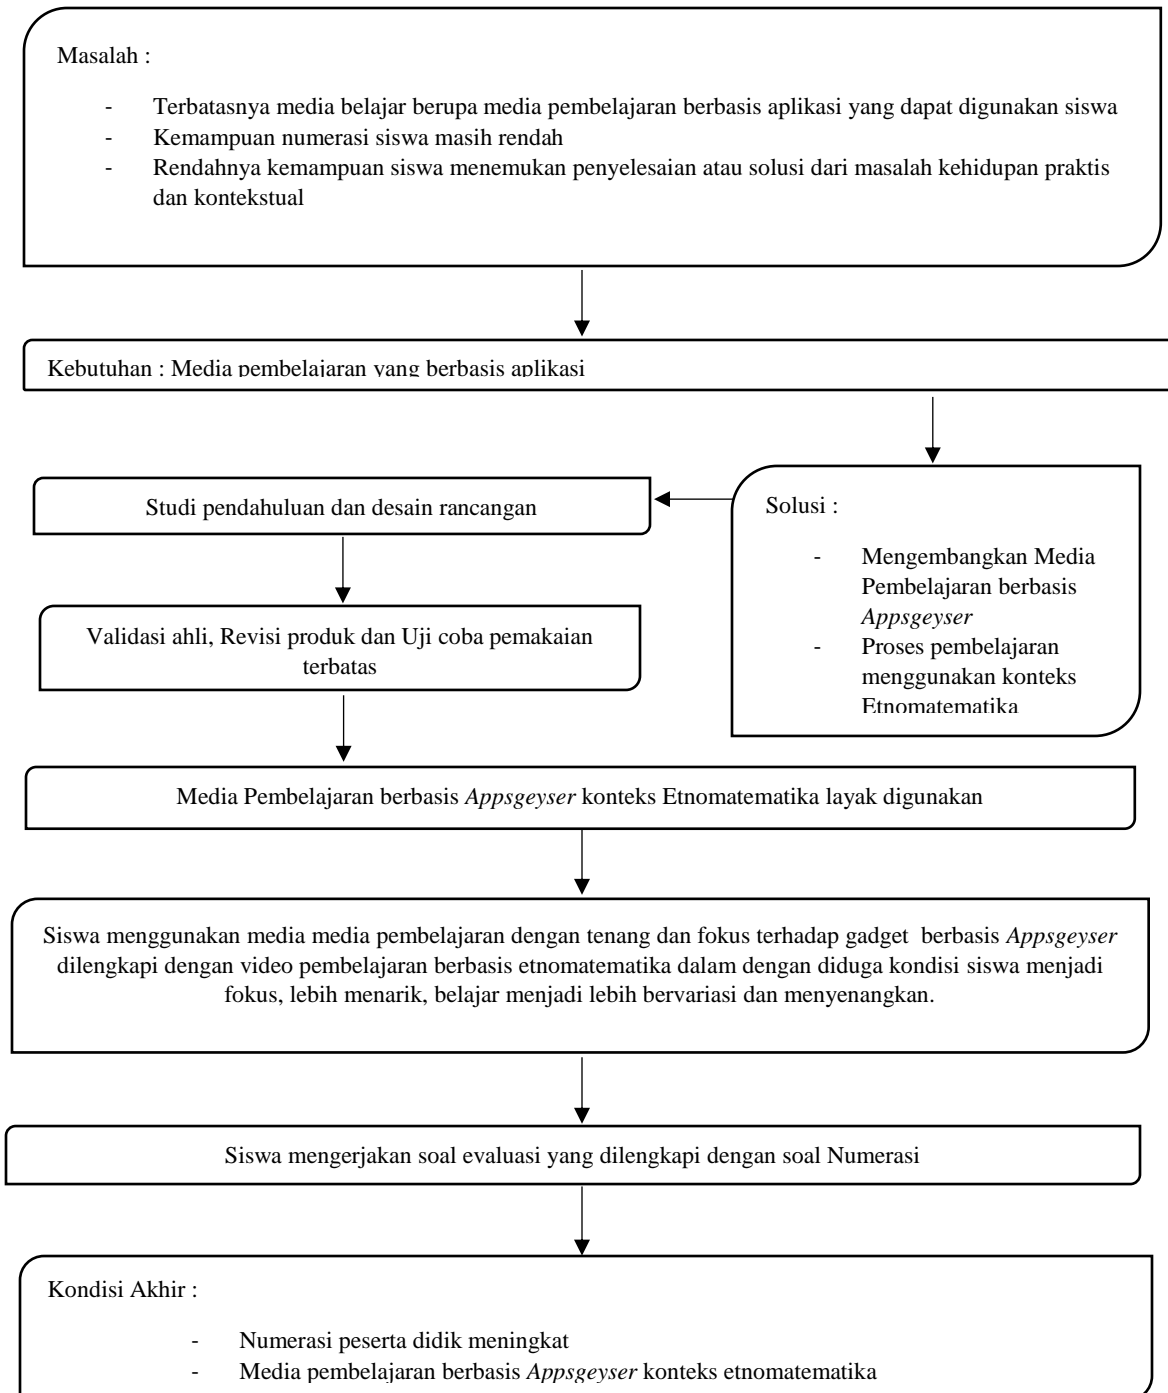 Masalah :
- Terbatasnya media belajar berupa media pembelajaran berbasis aplikasi yang dapat digunakan siswa
- Kemampuan numerasi siswa masih rendah
- Rendahnya kemampuan siswa menemukan penyelesaian atau solusi dari masalah kehidupan praktis
dan kontekstual
Kebutuhan : Media pembelajaran yang berbasis aplikasi
Solusi :
- Mengembangkan Media
Pembelajaran berbasis
Appsgeyser
- Proses pembelajaran
menggunakan konteks
Etnomatematika
Studi pendahuluan dan desain rancangan
Validasi ahli, Revisi produk dan Uji coba pemakaian
terbatas
Media Pembelajaran berbasis Appsgeyser konteks Etnomatematika layak digunakan
Siswa menggunakan media media pembelajaran dengan tenang dan fokus terhadap gadget berbasis Appsgeyser
dilengkapi dengan video pembelajaran berbasis etnomatematika dalam dengan diduga kondisi siswa menjadi
fokus, lebih menarik, belajar menjadi lebih bervariasi dan menyenangkan.
Siswa mengerjakan soal evaluasi yang dilengkapi dengan soal Numerasi
Kondisi Akhir :
- Numerasi peserta didik meningkat
- Media pembelajaran berbasis Appsgeyser konteks etnomatematika